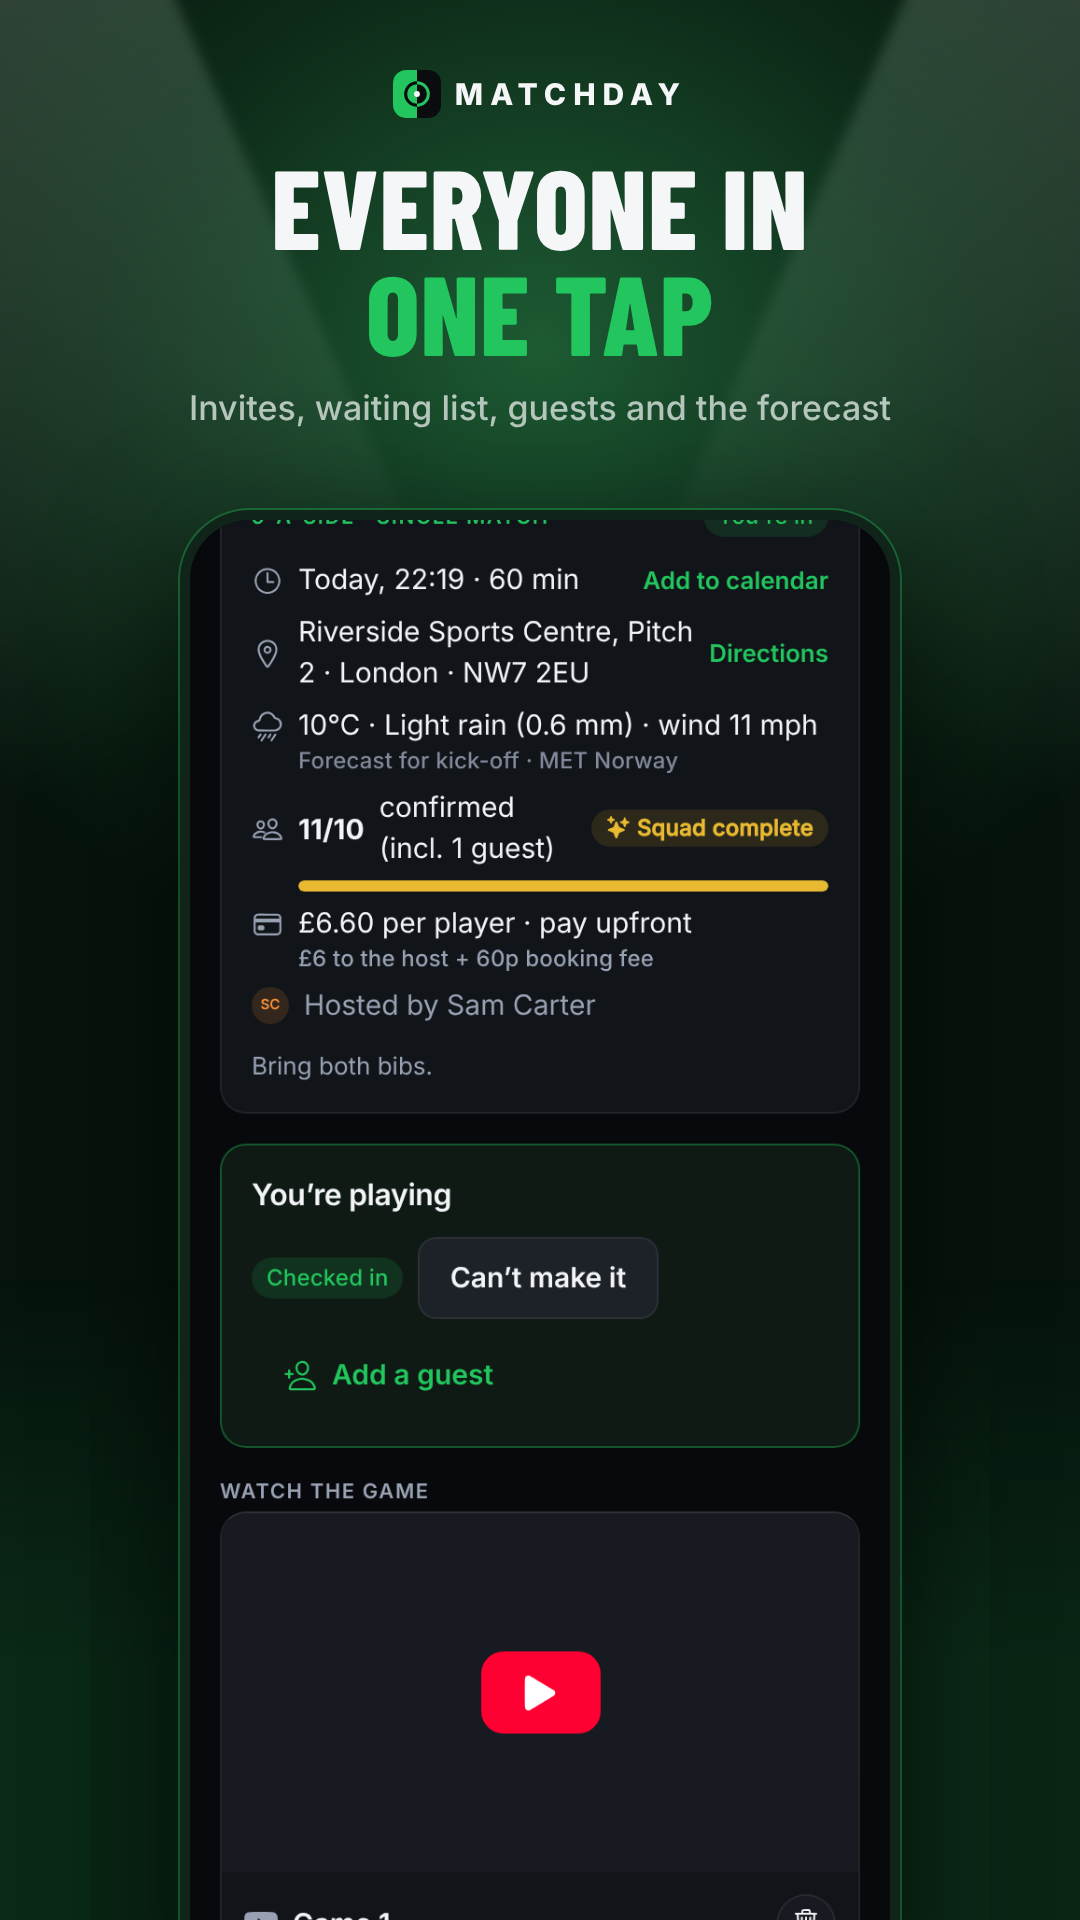 MATCHDAY
EVERYONE IN
ONE TAP
Invites, waiting list, guests and the forecast
Today, 22:19 · 60 min
Add to calendar
Riverside Sports Centre, Pitch
2 · London · NW7 2EU
Directions
10°C · Light rain (0.6 mm) · wind 11 mph
Forecast for kick-off · MET Norway
11/10
confirmed
(incl. 1 guest)
Squad complete
£6.60 per player · pay upfront
£6 to the host + 60p booking fee
SC
Hosted by Sam Carter
Bring both bibs.
You’re playing
Checked in
Can’t make it
Add a guest
WATCH THE GAME
Game 1